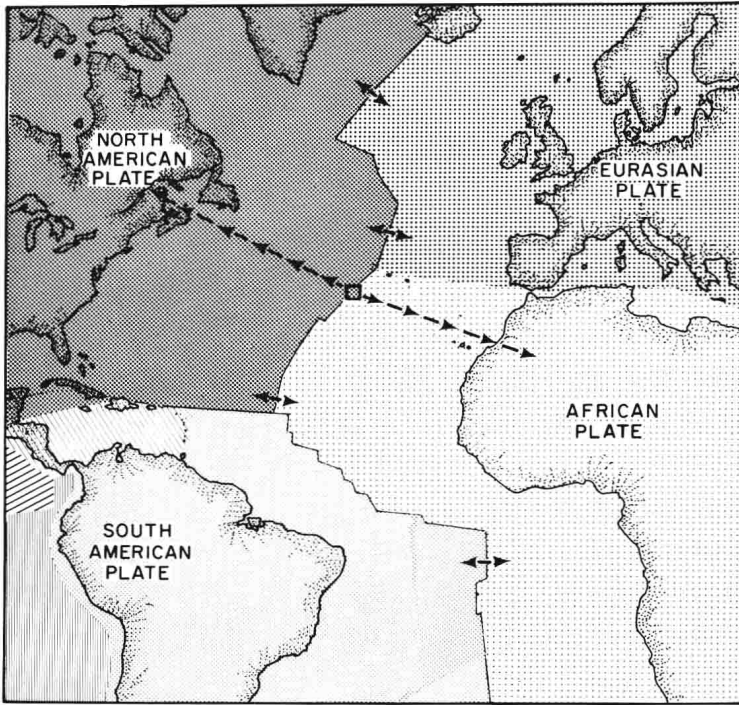 NORTH
AMERICAN
PLATE
EURASIAN
PLATE
AFRICAN
PLATE
SOUTH
AMERICAN
PLATE